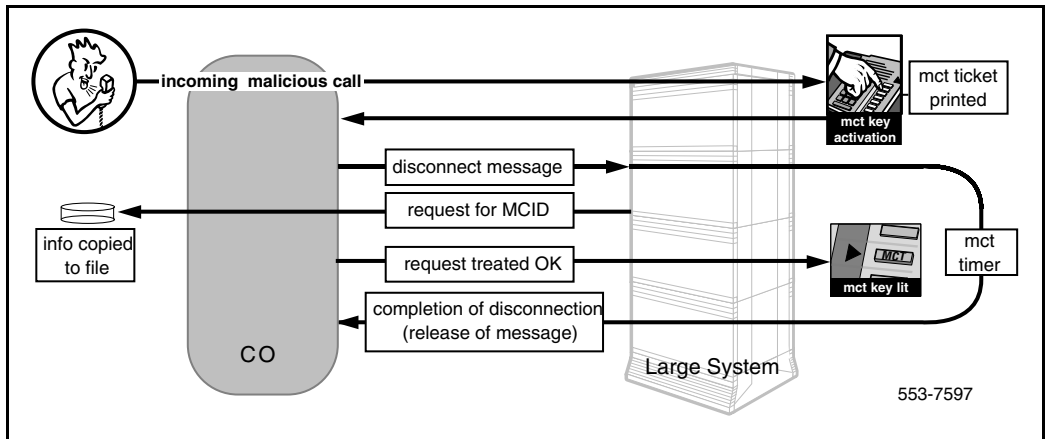 incoming malicious call
mct key
activation
mct ticket
printed
disconnect message
request for MCID
info copied
to file
request treated OK
MCT
mct key lit
mct
timer
completion of disconnection
(release of message)
CO
Large System
553-7597